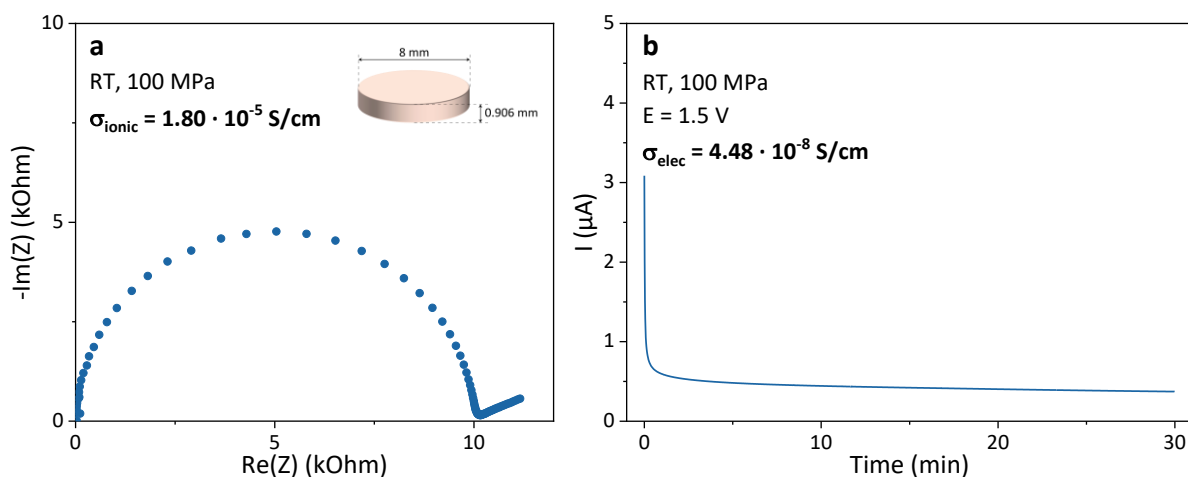 a
RT, 100 MPa
σionic = 1.80 · 10⁻⁵ S/cm
8 mm
0.906 mm
10
5
0
-Im(Z) (kOhm)
0
5
10
Re(Z) (kOhm)
b
RT, 100 MPa
E = 1.5 V
σelec = 4.48 · 10⁻⁸ S/cm
5
4
3
2
1
0
I (μA)
0
10
20
30
Time (min)